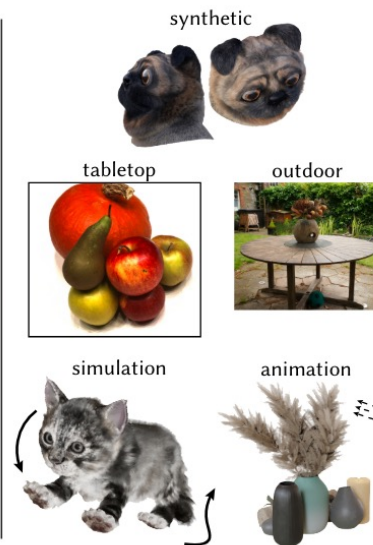 synthetic
tabletop
outdoor
simulation
animation